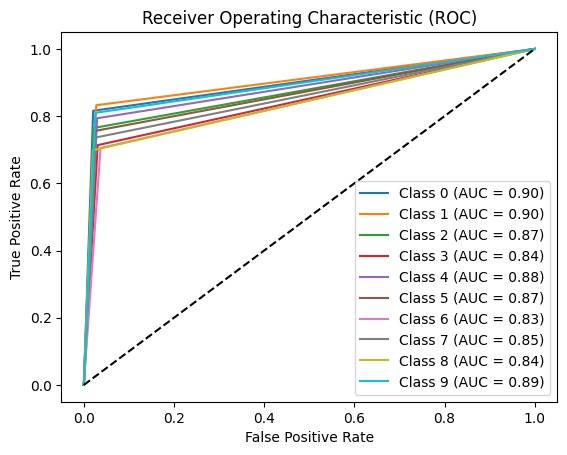 Receiver Operating Characteristic (ROC)
True Positive Rate
1.0
0.8
0.6
0.4
0.2
0.0
Class 0 (AUC = 0.90)
Class 1 (AUC = 0.90)
Class 2 (AUC = 0.87)
Class 3 (AUC = 0.84)
Class 4 (AUC = 0.88)
Class 5 (AUC = 0.87)
Class 6 (AUC = 0.83)
Class 7 (AUC = 0.85)
Class 8 (AUC = 0.84)
Class 9 (AUC = 0.89)
0.0 0.2 0.4 0.6 0.8 1.0
False Positive Rate